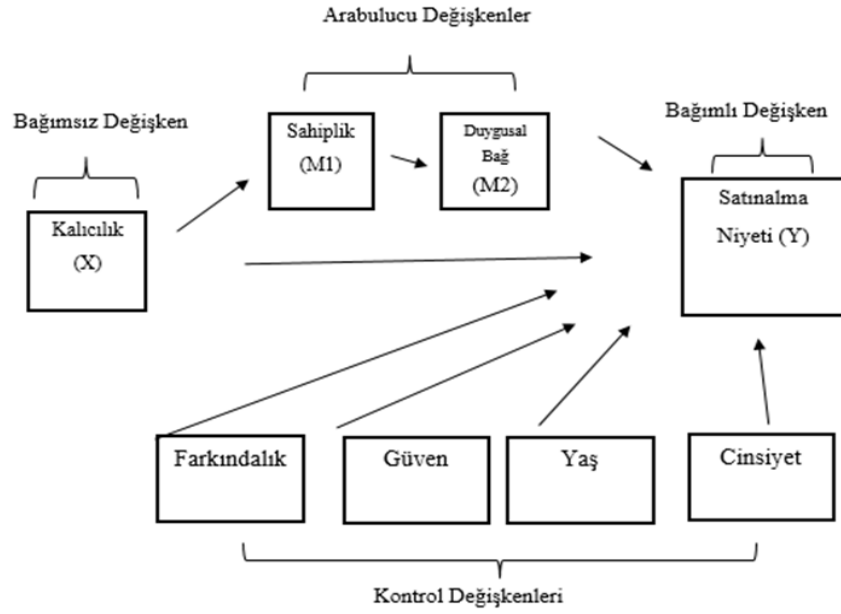 Arabulucu Değişkenler
Bağımsız Değişken
Bağımlı Değişken
Kalıcılık
(X)
Sahiplik
(M1)
Duygusal
Bağ
(M2)
Satınalma
Niyeti (Y)
Farkındalık
Güven
Yaş
Cinsiyet
Kontrol Değişkenleri